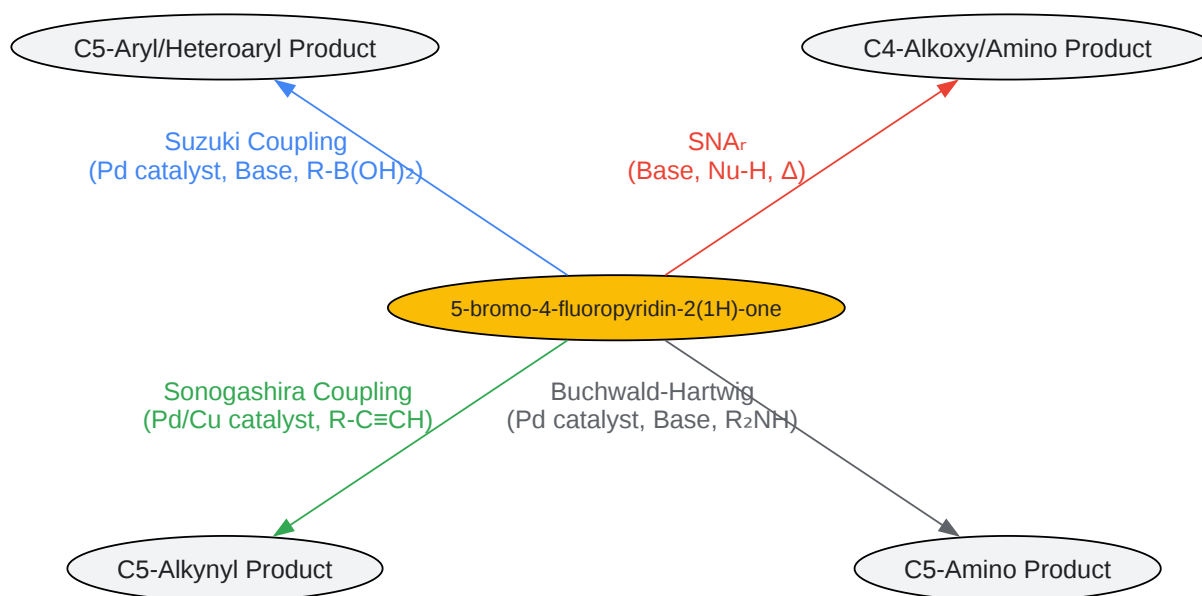 C5-Aryl/Heteroaryl Product
C4-Alkoxy/Amino Product
Suzuki Coupling
(Pd catalyst, Base, R-B(OH)₂)
SNAᵣ
(Base, Nu-H, Δ)
5-bromo-4-fluoropyridin-2(1H)-one
Sonogashira Coupling
(Pd/Cu catalyst, R-C≡CH)
Buchwald-Hartwig
(Pd catalyst, Base, R₂NH)
C5-Alkynyl Product
C5-Amino Product